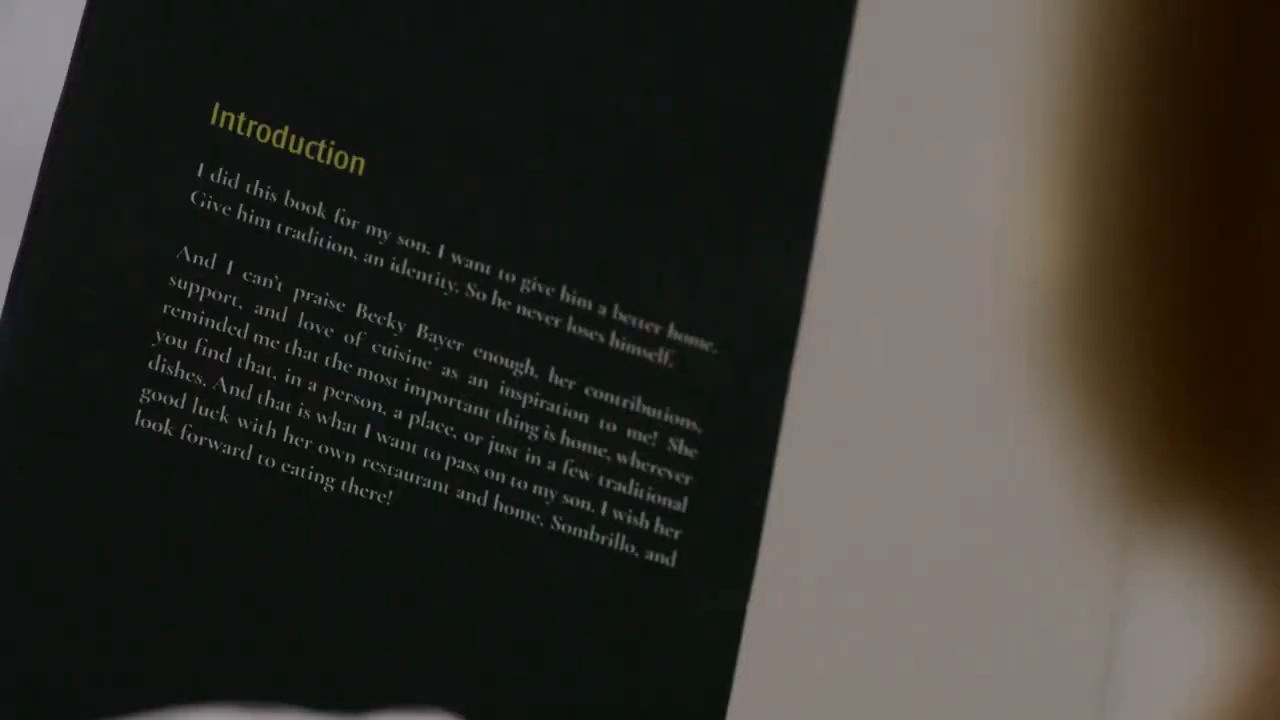 Introduction
I did this book for my son. I want to give him a better home.
Give him tradition, an identity. So he never loses himself.
And I can't praise Becky Bayer enough, her contributions,
support, and love of cuisine as an inspiration to me! She
reminded me that the most important thing is home, wherever
you find that, in a person, a place, or just in a few traditional
dishes. And that is what I want to pass on to my son. I wish her
good luck with her own restaurant and home, Sombrillo, and
look forward to eating there!